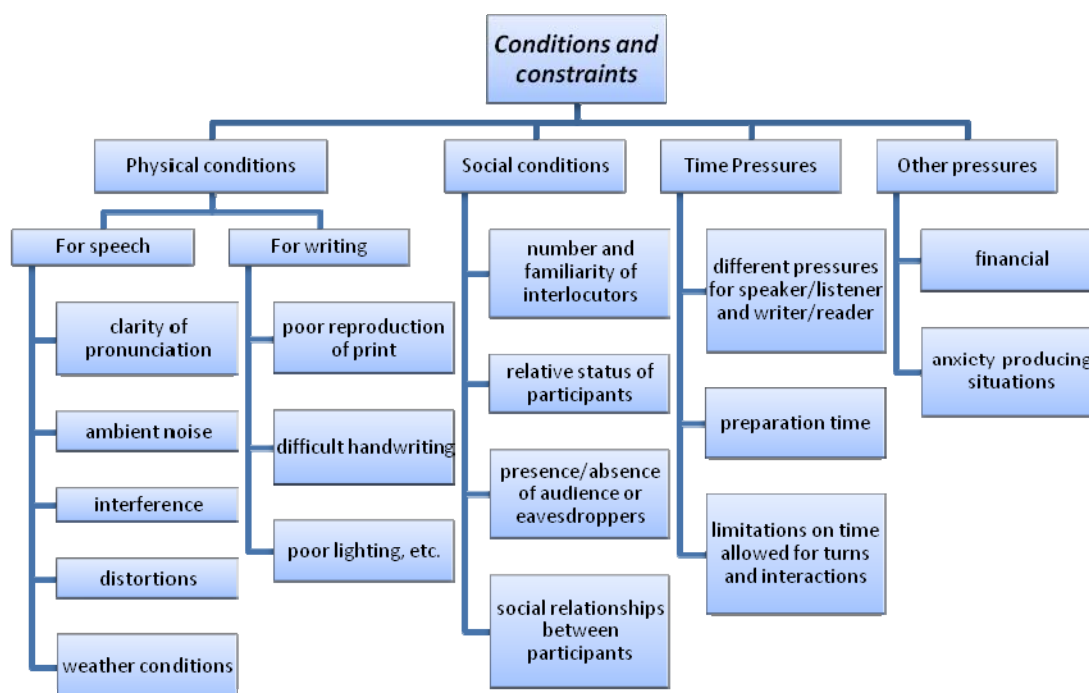 Conditions and
constraints
Physical conditions
Social conditions
Time Pressures
Other pressures
For speech
For writing
clarity of
pronunciation
ambient noise
interference
distortions
weather conditions
poor reproduction
of print
difficult handwriting
poor lighting, etc.
number and
familiarity of
interlocutors
relative status of
participants
presence/absence
of audience or
eavesdroppers
social relationships
between
participants
different pressures
for speaker/listener
and writer/reader
preparation time
limitations on time
allowed for turns
and interactions
financial
anxiety producing
situations